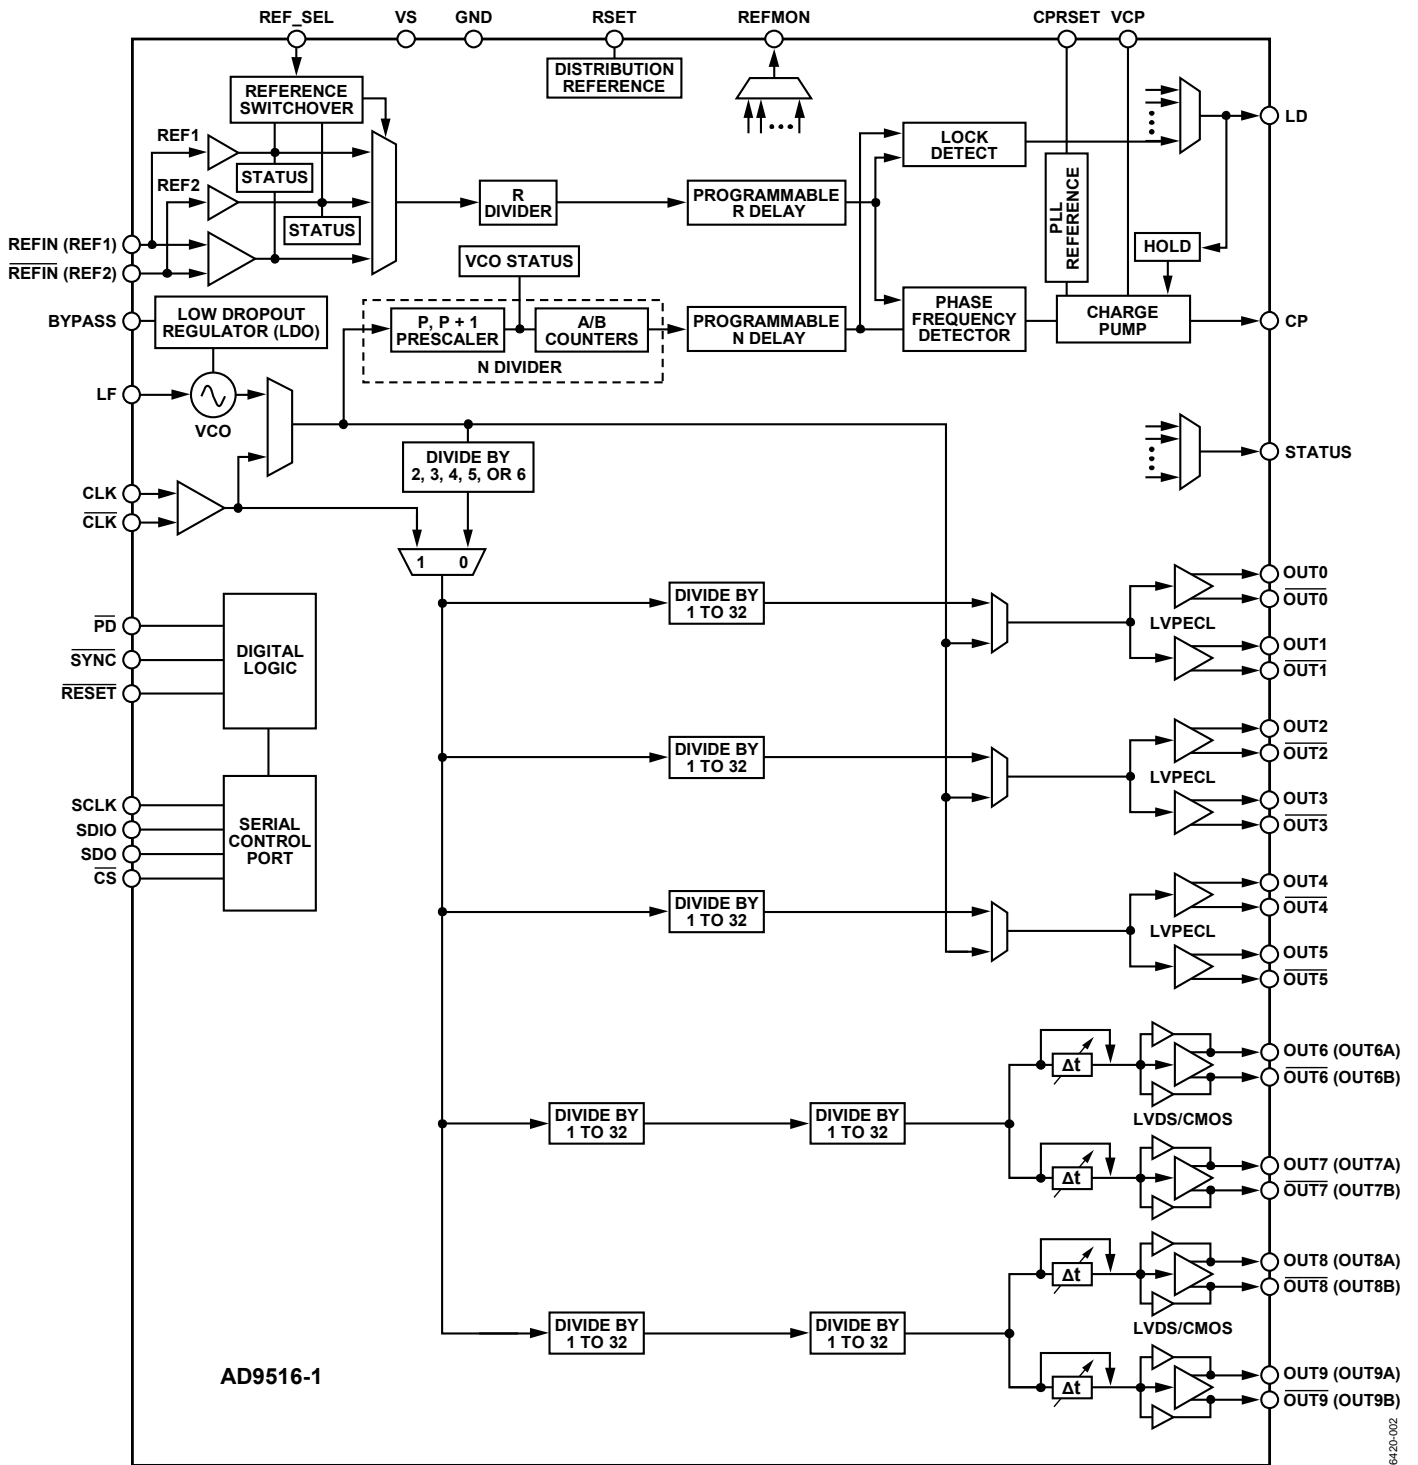 REF_SEL VS GND RSET REFMON CPRSET VCP
DISTRIBUTION
REFERENCE
REFERENCE
SWITCHOVER
REF1
STATUS
REF2
STATUS
REFIN (REF1)
REFIN (REF2)
R
DIVIDER
PROGRAMMABLE
R DELAY
LOCK
DETECT
LD
PLL
REFERENCE
HOLD
VCO STATUS
BYPASS
LOW DROPOUT
REGULATOR (LDO)
P, P + 1
PRESCALER
A/B
COUNTERS
N DIVIDER
PROGRAMMABLE
N DELAY
PHASE
FREQUENCY
DETECTOR
CHARGE
PUMP
CP
LF
VCO
DIVIDE BY
2, 3, 4, 5, OR 6
STATUS
CLK
CLK
1 0
PD
SYNC
RESET
DIGITAL
LOGIC
SCLK
SDIO
SDO
CS
SERIAL
CONTROL
PORT
DIVIDE BY
1 TO 32
LVPECL
OUT0
OUT0
OUT1
OUT1
DIVIDE BY
1 TO 32
LVPECL
OUT2
OUT2
OUT3
OUT3
DIVIDE BY
1 TO 32
LVPECL
OUT4
OUT4
OUT5
OUT5
DIVIDE BY
1 TO 32
DIVIDE BY
1 TO 32
Δt
Δt
LVDS/CMOS
OUT6 (OUT6A)
OUT6 (OUT6B)
OUT7 (OUT7A)
OUT7 (OUT7B)
DIVIDE BY
1 TO 32
DIVIDE BY
1 TO 32
Δt
Δt
LVDS/CMOS
OUT8 (OUT8A)
OUT8 (OUT8B)
OUT9 (OUT9A)
OUT9 (OUT9B)
AD9516-1
6420-002